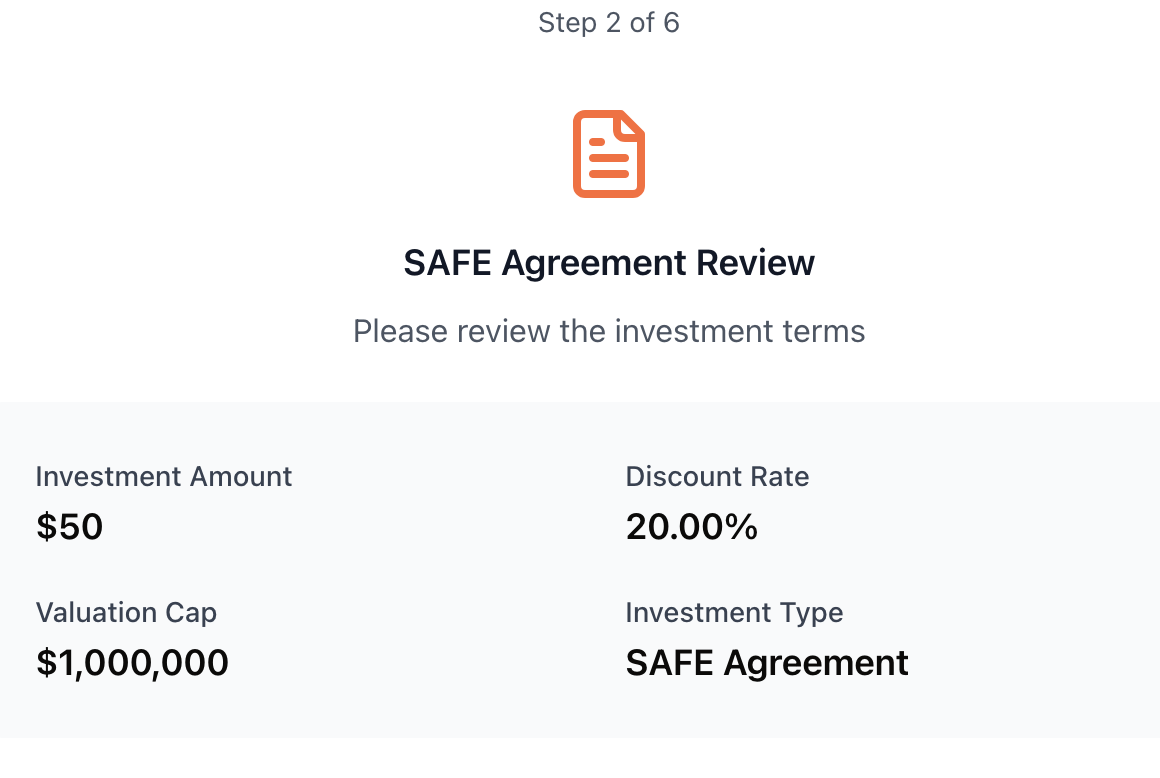 Step 2 of 6
SAFE Agreement Review
Please review the investment terms
Investment Amount
$50
Discount Rate
20.00%
Valuation Cap
$1,000,000
Investment Type
SAFE Agreement